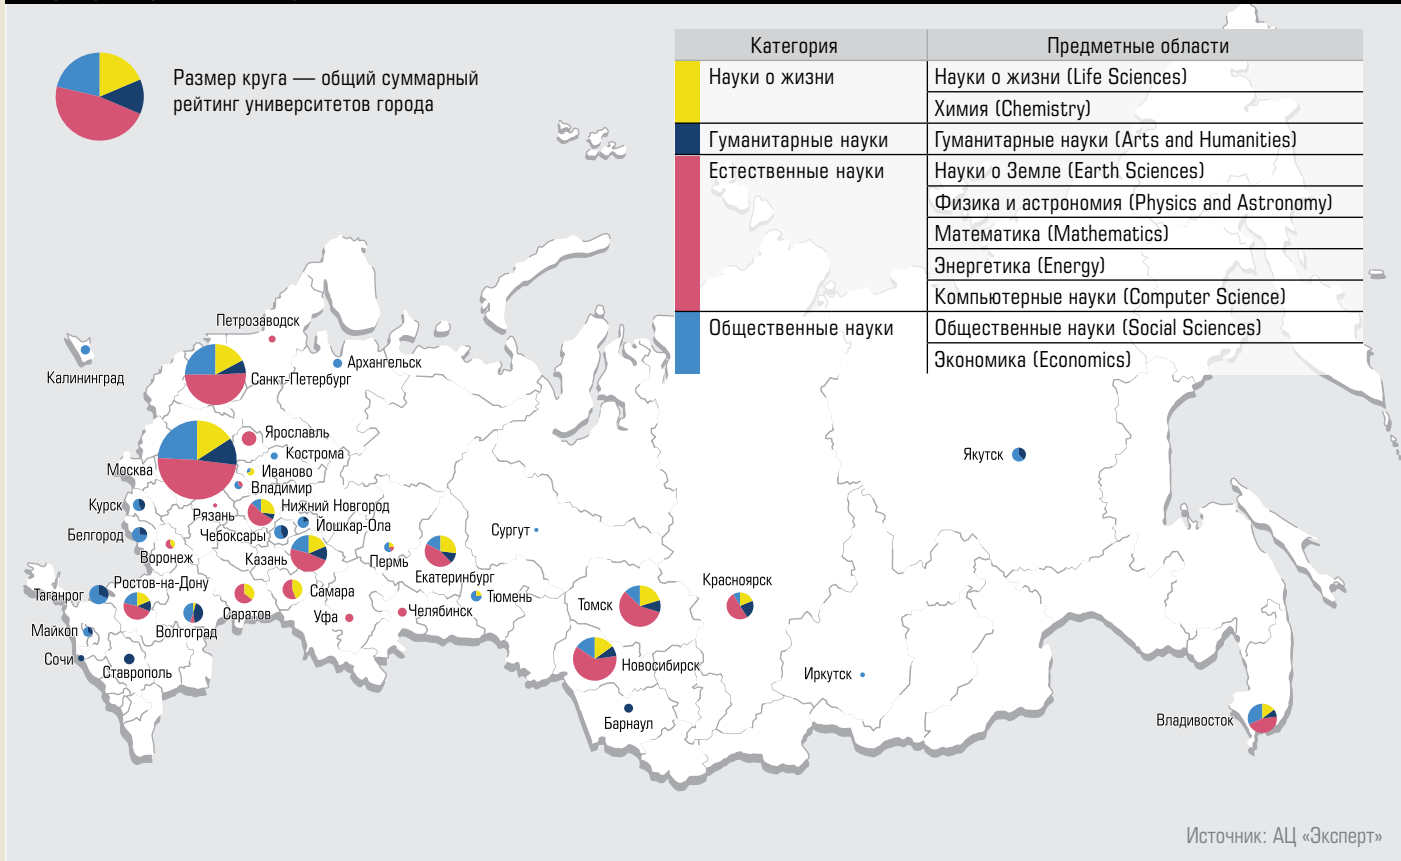 Размер круга — общий суммарный
рейтинг университетов города
Категория
Предметные области
Науки о жизни
Науки о жизни (Life Sciences)
Химия (Chemistry)
Гуманитарные науки
Гуманитарные науки (Arts and Humanities)
Естественные науки
Науки о Земле (Earth Sciences)
Физика и астрономия (Physics and Astronomy)
Математика (Mathematics)
Энергетика (Energy)
Компьютерные науки (Computer Science)
Общественные науки
Общественные науки (Social Sciences)
Экономика (Economics)
Петрозаводск
Архангельск
Калининград
Санкт-Петербург
Ярославль
Кострома
Москва
Иваново
Владимир
Якутск
Курск
Рязань
Нижний Новгород
Йошкар-Ола
Белгород
Чебоксары
Сургут
Воронеж
Казань
Пермь
Екатеринбург
Ростов-на-Дону
Таганрог
Самара
Тюмень
Красноярск
Томск
Саратов
Уфа
Челябинск
Майкоп
Волгоград
Сочи
Ставрополь
Новосибирск
Иркутск
Барнаул
Владивосток
Источник: АЦ «Эксперт»